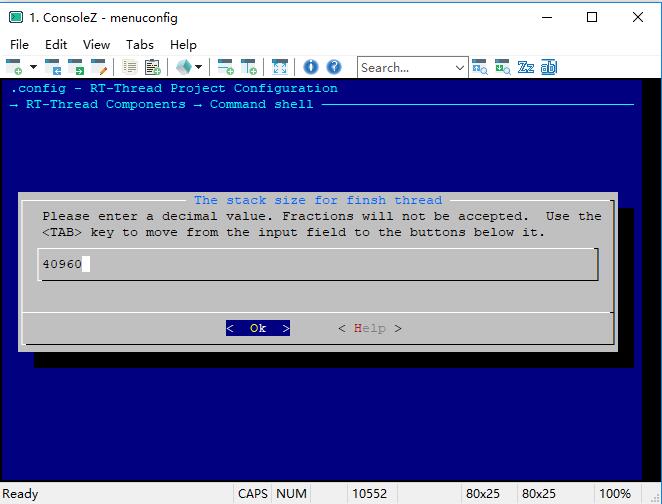 1. ConsoleZ - menuconfig
File Edit View Tabs Help
Search...
.config - RT-Thread Project Configuration
→ RT-Thread Components → Command shell
The stack size for finsh thread
Please enter a decimal value. Fractions will not be accepted. Use the
<TAB> key to move from the input field to the buttons below it.
40960
< Ok > < Help >
Ready CAPS NUM 10552 80x25 80x25 100%